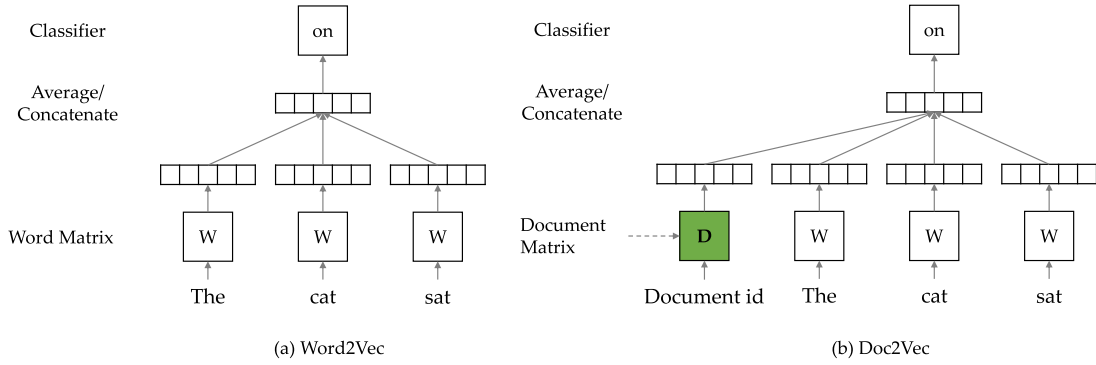 Classifier
on
Average/
Concatenate
Word Matrix
W
W
W
The
cat
sat
(a) Word2Vec
Classifier
on
Average/
Concatenate
Document
Matrix
D
W
W
W
Document id
The
cat
sat
(b) Doc2Vec